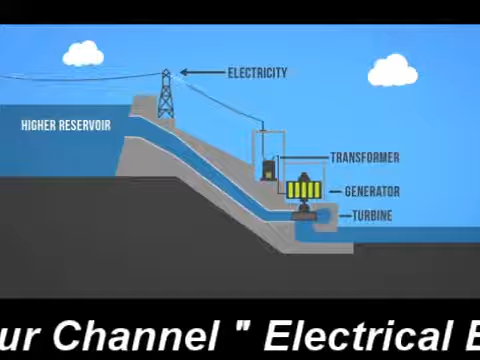 ELECTRICITY
HIGHER RESERVOIR
TRANSFORMER
GENERATOR
TURBINE
ur Channel " Electrical